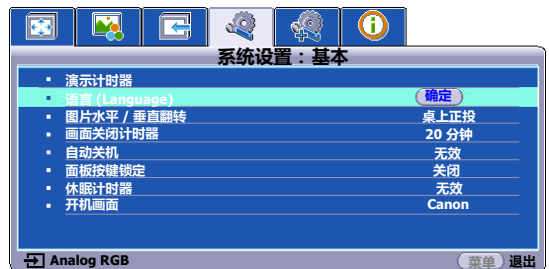 系统设置：基本
演示计时器
语言 (Language) 确定
图片水平 / 垂直翻转 桌上正投
画面关闭计时器 20 分钟
自动关机 无效
面板按键锁定 关闭
休眠计时器 无效
开机画面 Canon
Analog RGB 菜单 退出